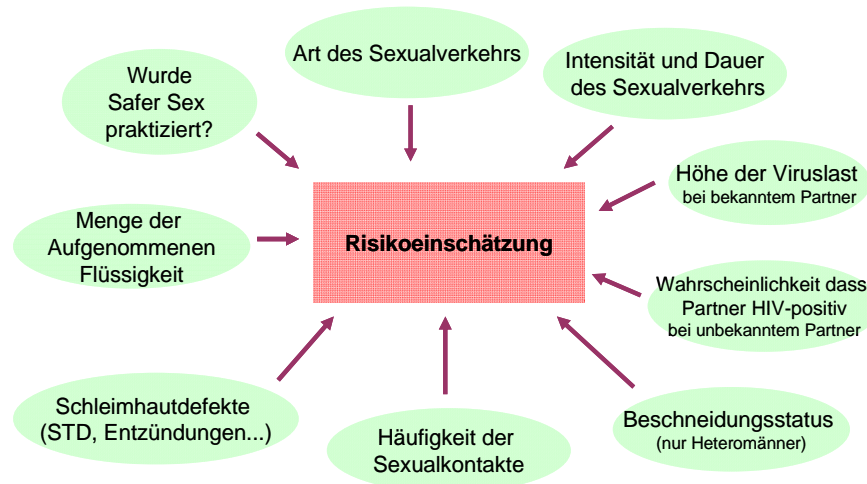 Art des Sexualverkehrs
Intensität und Dauer
des Sexualverkehrs
Wurde
Safer Sex
praktiziert?
Höhe der Viruslast
bei bekanntem Partner
Menge der
Aufgenommenen
Flüssigkeit
Risikoeinschätzung
Wahrscheinlichkeit dass
Partner HIV-positiv
bei unbekanntem Partner
Schleimhautdefekte
(STD, Entzündungen...)
Häufigkeit der
Sexualkontakte
Beschneidungsstatus
(nur Heteromänner)